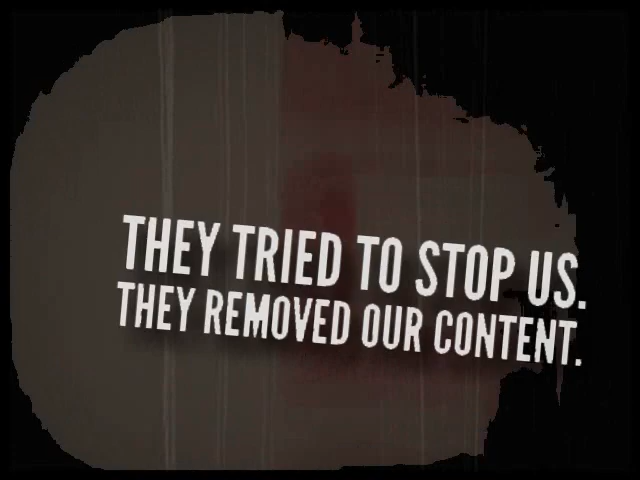 THEY TRIED TO STOP US.
THEY REMOVED OUR CONTENT.